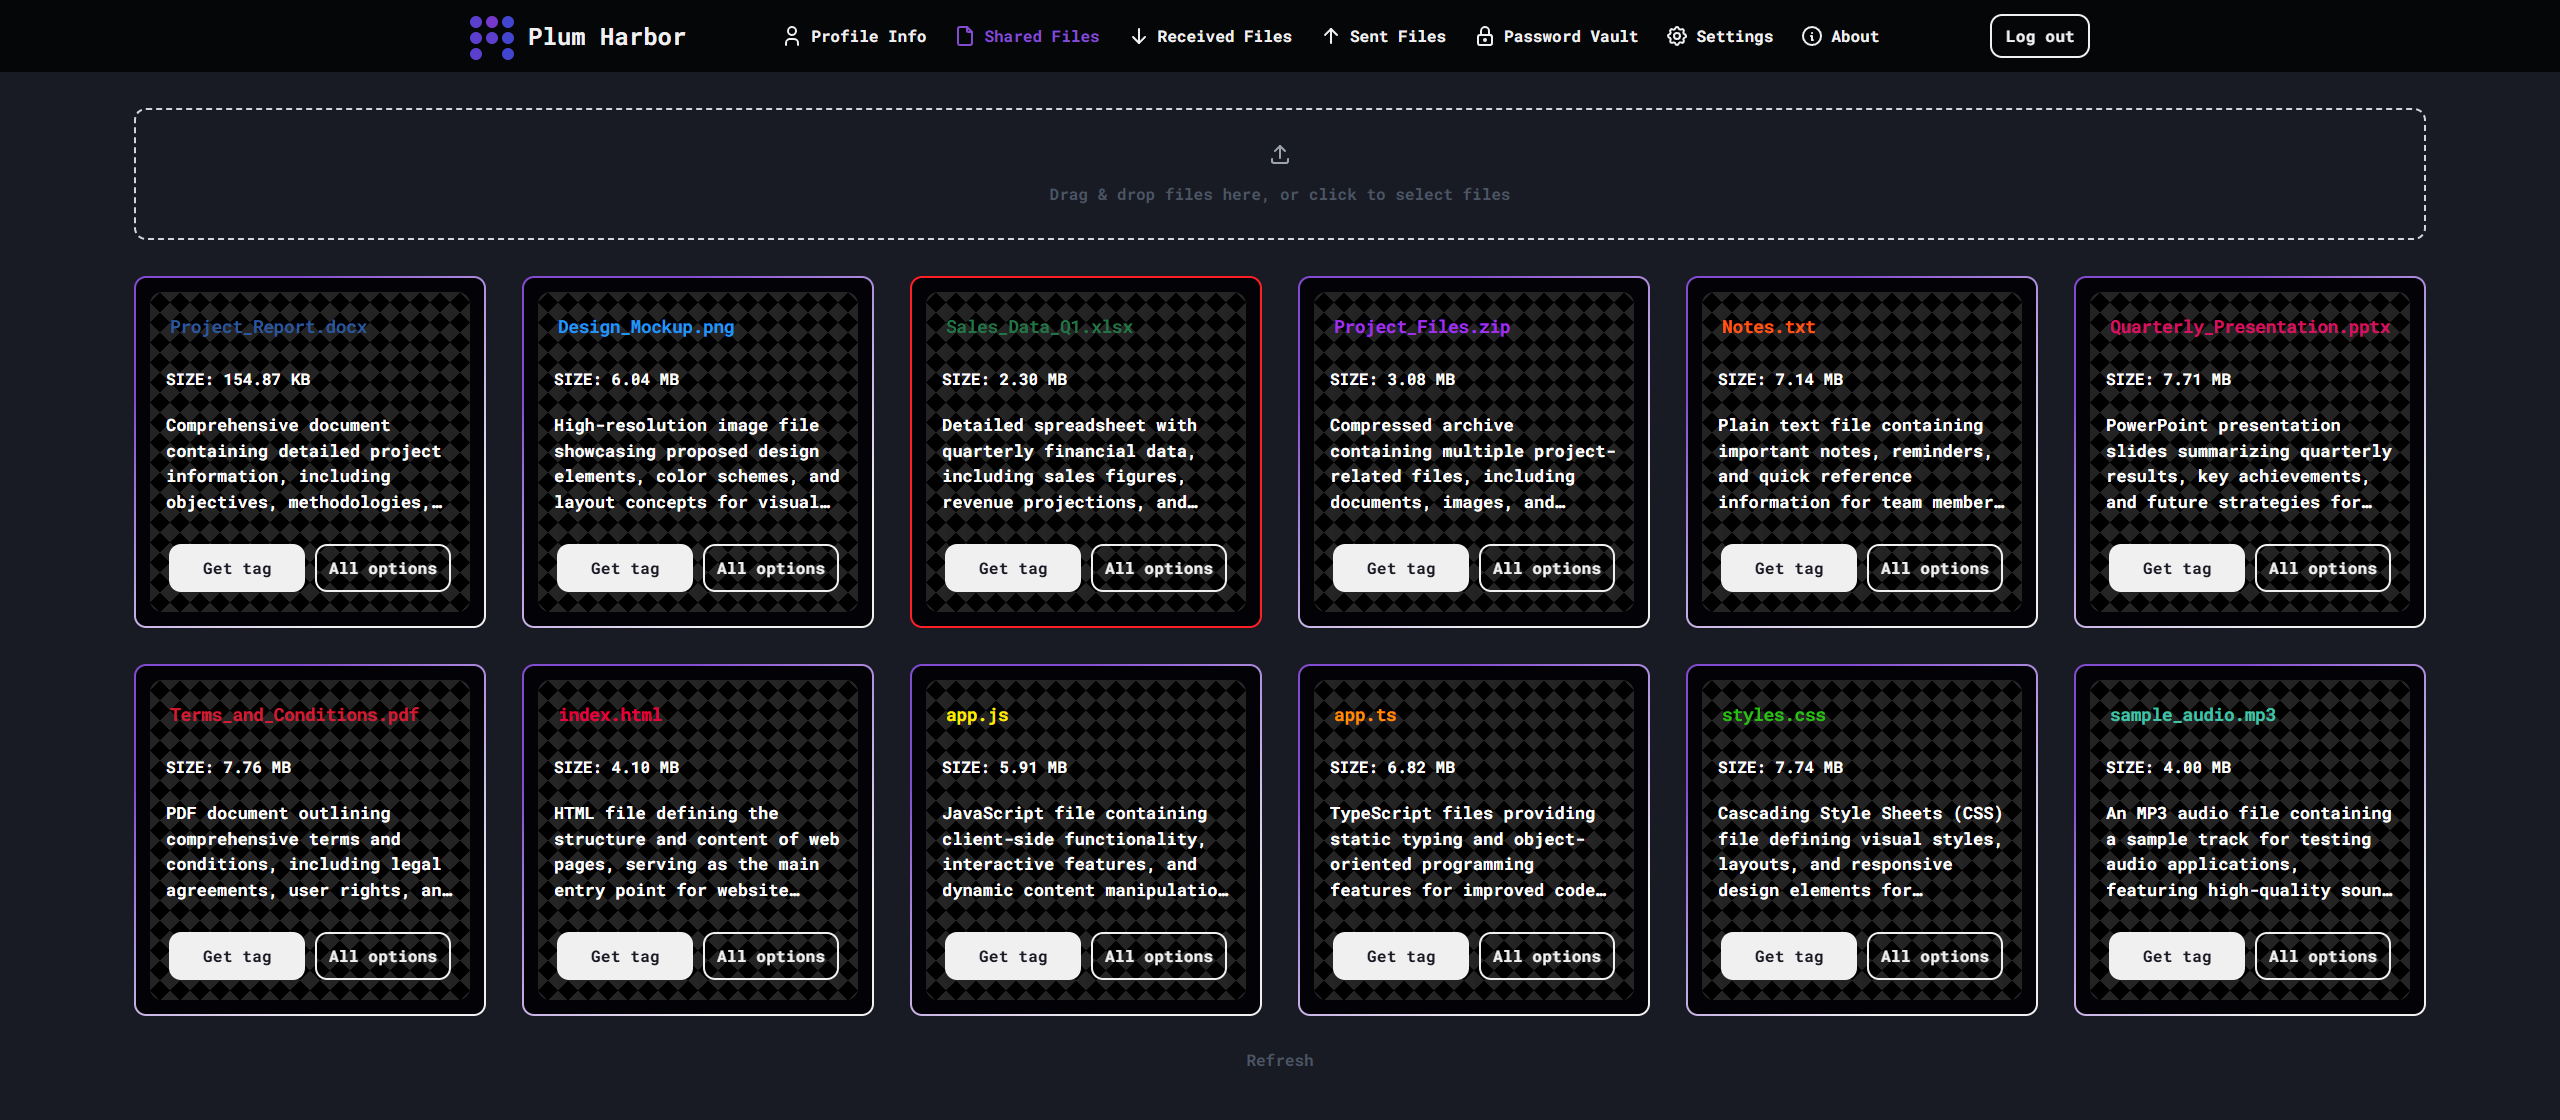 Plum Harbor
Profile Info
Shared Files
Received Files
Sent Files
Password Vault
Settings
About
Log out
Drag & drop files here, or click to select files
Project_Report.docx
SIZE: 154.87 KB
Comprehensive document
containing detailed project
information, including
objectives, methodologies,…
Get tag
All options
Design_Mockup.png
SIZE: 6.04 MB
High-resolution image file
showcasing proposed design
elements, color schemes, and
layout concepts for visual…
Get tag
All options
Sales_Data_Q1.xlsx
SIZE: 2.30 MB
Detailed spreadsheet with
quarterly financial data,
including sales figures,
revenue projections, and…
Get tag
All options
Project_Files.zip
SIZE: 3.08 MB
Compressed archive
containing multiple project-
related files, including
documents, images, and…
Get tag
All options
Notes.txt
SIZE: 7.14 MB
Plain text file containing
important notes, reminders,
and quick reference
information for team member…
Get tag
All options
Quarterly_Presentation.pptx
SIZE: 7.71 MB
PowerPoint presentation
slides summarizing quarterly
results, key achievements,
and future strategies for…
Get tag
All options
Terms_and_Conditions.pdf
SIZE: 7.76 MB
PDF document outlining
comprehensive terms and
conditions, including legal
agreements, user rights, an…
Get tag
All options
index.html
SIZE: 4.10 MB
HTML file defining the
structure and content of web
pages, serving as the main
entry point for website…
Get tag
All options
app.js
SIZE: 5.91 MB
JavaScript file containing
client-side functionality,
interactive features, and
dynamic content manipulatio…
Get tag
All options
app.ts
SIZE: 6.82 MB
TypeScript files providing
static typing and object-
oriented programming
features for improved code…
Get tag
All options
styles.css
SIZE: 7.74 MB
Cascading Style Sheets (CSS)
file defining visual styles,
layouts, and responsive
design elements for…
Get tag
All options
sample_audio.mp3
SIZE: 4.00 MB
An MP3 audio file containing
a sample track for testing
audio applications,
featuring high-quality soun…
Get tag
All options
Refresh